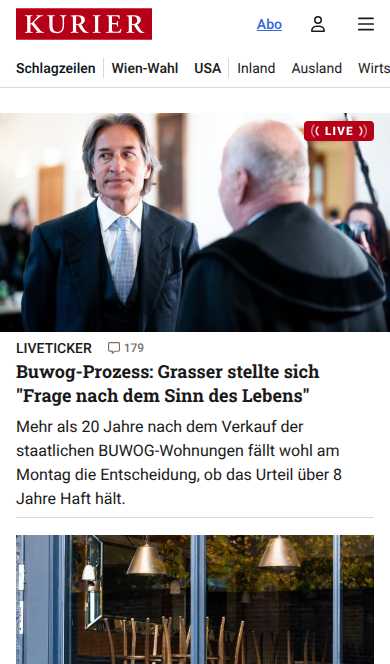 KURIER
Abo
Schlagzeilen Wien-Wahl USA Inland Ausland Wirts
LIVE
LIVETICKER 179
Buwog-Prozess: Grasser stellte sich
"Frage nach dem Sinn des Lebens"
Mehr als 20 Jahre nach dem Verkauf der
staatlichen BUWOG-Wohnungen fällt wohl am
Montag die Entscheidung, ob das Urteil über 8
Jahre Haft hält.